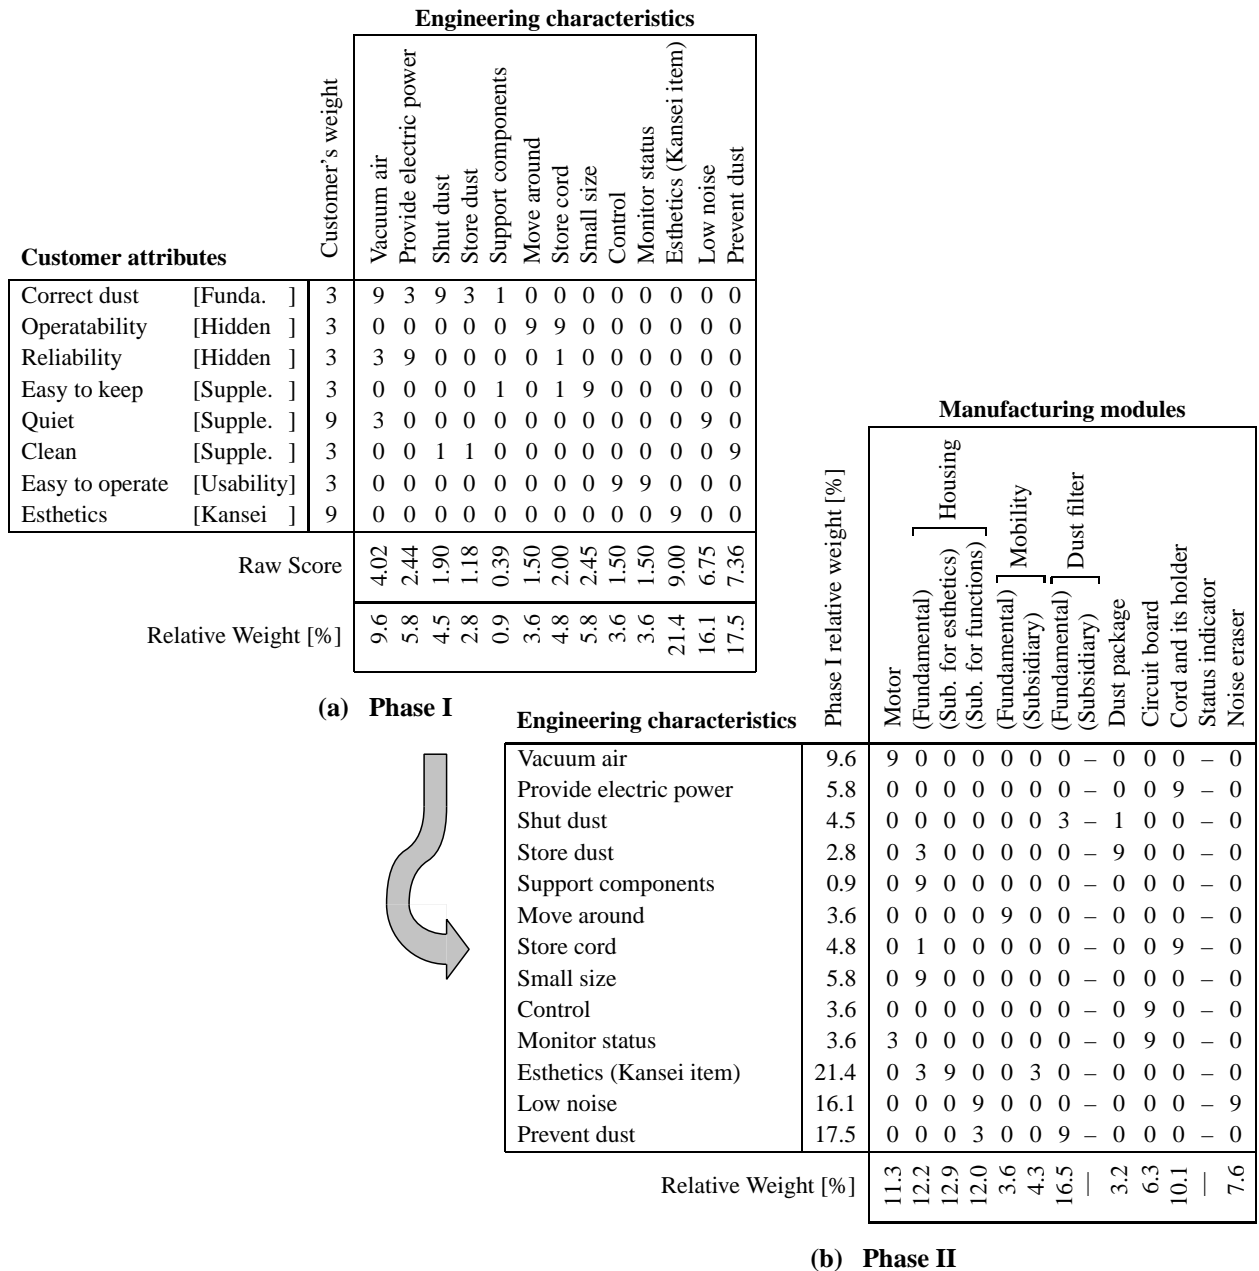 Engineering characteristics
Customer attributes Customer's weight Vacuum air Provide electric power Shut dust Store dust Support components Move around Store cord Small size Control Monitor status Esthetics (Kansei item) Low noise Prevent dust
Correct dust [Funda. ] 3 9 3 9 3 1 0 0 0 0 0 0 0 0
Operatability [Hidden ] 3 0 0 0 0 0 9 9 0 0 0 0 0 0
Reliability [Hidden ] 3 3 9 0 0 0 0 1 0 0 0 0 0 0
Easy to keep [Supple. ] 3 0 0 0 0 1 0 1 9 0 0 0 0 0
Quiet [Supple. ] 9 3 0 0 0 0 0 0 0 0 0 0 9 0
Clean [Supple. ] 3 0 0 1 1 0 0 0 0 0 0 0 0 9
Easy to operate [Usability] 3 0 0 0 0 0 0 0 0 9 9 0 0 0
Esthetics [Kansei ] 9 0 0 0 0 0 0 0 0 0 0 9 0 0
Raw Score 4.02 2.44 1.90 1.18 0.39 1.50 2.00 2.45 1.50 1.50 9.00 6.75 7.36
Relative Weight [%] 9.6 5.8 4.5 2.8 0.9 3.6 4.8 5.8 3.6 3.6 21.4 16.1 17.5
(a) Phase I
Manufacturing modules
Housing Mobility Dust filter
Engineering characteristics Phase I relative weight [%] Motor (Fundamental) (Sub. for esthetics) (Sub. for functions) (Fundamental) (Subsidiary) (Fundamental) (Subsidiary) Dust package Circuit board Cord and its holder Status indicator Noise eraser
Vacuum air 9.6 9 0 0 0 0 0 0 – 0 0 0 – 0
Provide electric power 5.8 0 0 0 0 0 0 0 – 0 0 9 – 0
Shut dust 4.5 0 0 0 0 0 0 3 – 1 0 0 – 0
Store dust 2.8 0 3 0 0 0 0 0 – 9 0 0 – 0
Support components 0.9 0 9 0 0 0 0 0 – 0 0 0 – 0
Move around 3.6 0 0 0 0 9 0 0 – 0 0 0 – 0
Store cord 4.8 0 1 0 0 0 0 0 – 0 0 9 – 0
Small size 5.8 0 9 0 0 0 0 0 – 0 0 0 – 0
Control 3.6 0 0 0 0 0 0 0 – 0 9 0 – 0
Monitor status 3.6 3 0 0 0 0 0 0 – 0 9 0 – 0
Esthetics (Kansei item) 21.4 0 3 9 0 0 3 0 – 0 0 0 – 0
Low noise 16.1 0 0 0 9 0 0 0 – 0 0 0 – 9
Prevent dust 17.5 0 0 0 3 0 0 9 – 0 0 0 – 0
Relative Weight [%] 11.3 12.2 12.9 12.0 3.6 4.3 16.5 — 3.2 6.3 10.1 — 7.6
(b) Phase II